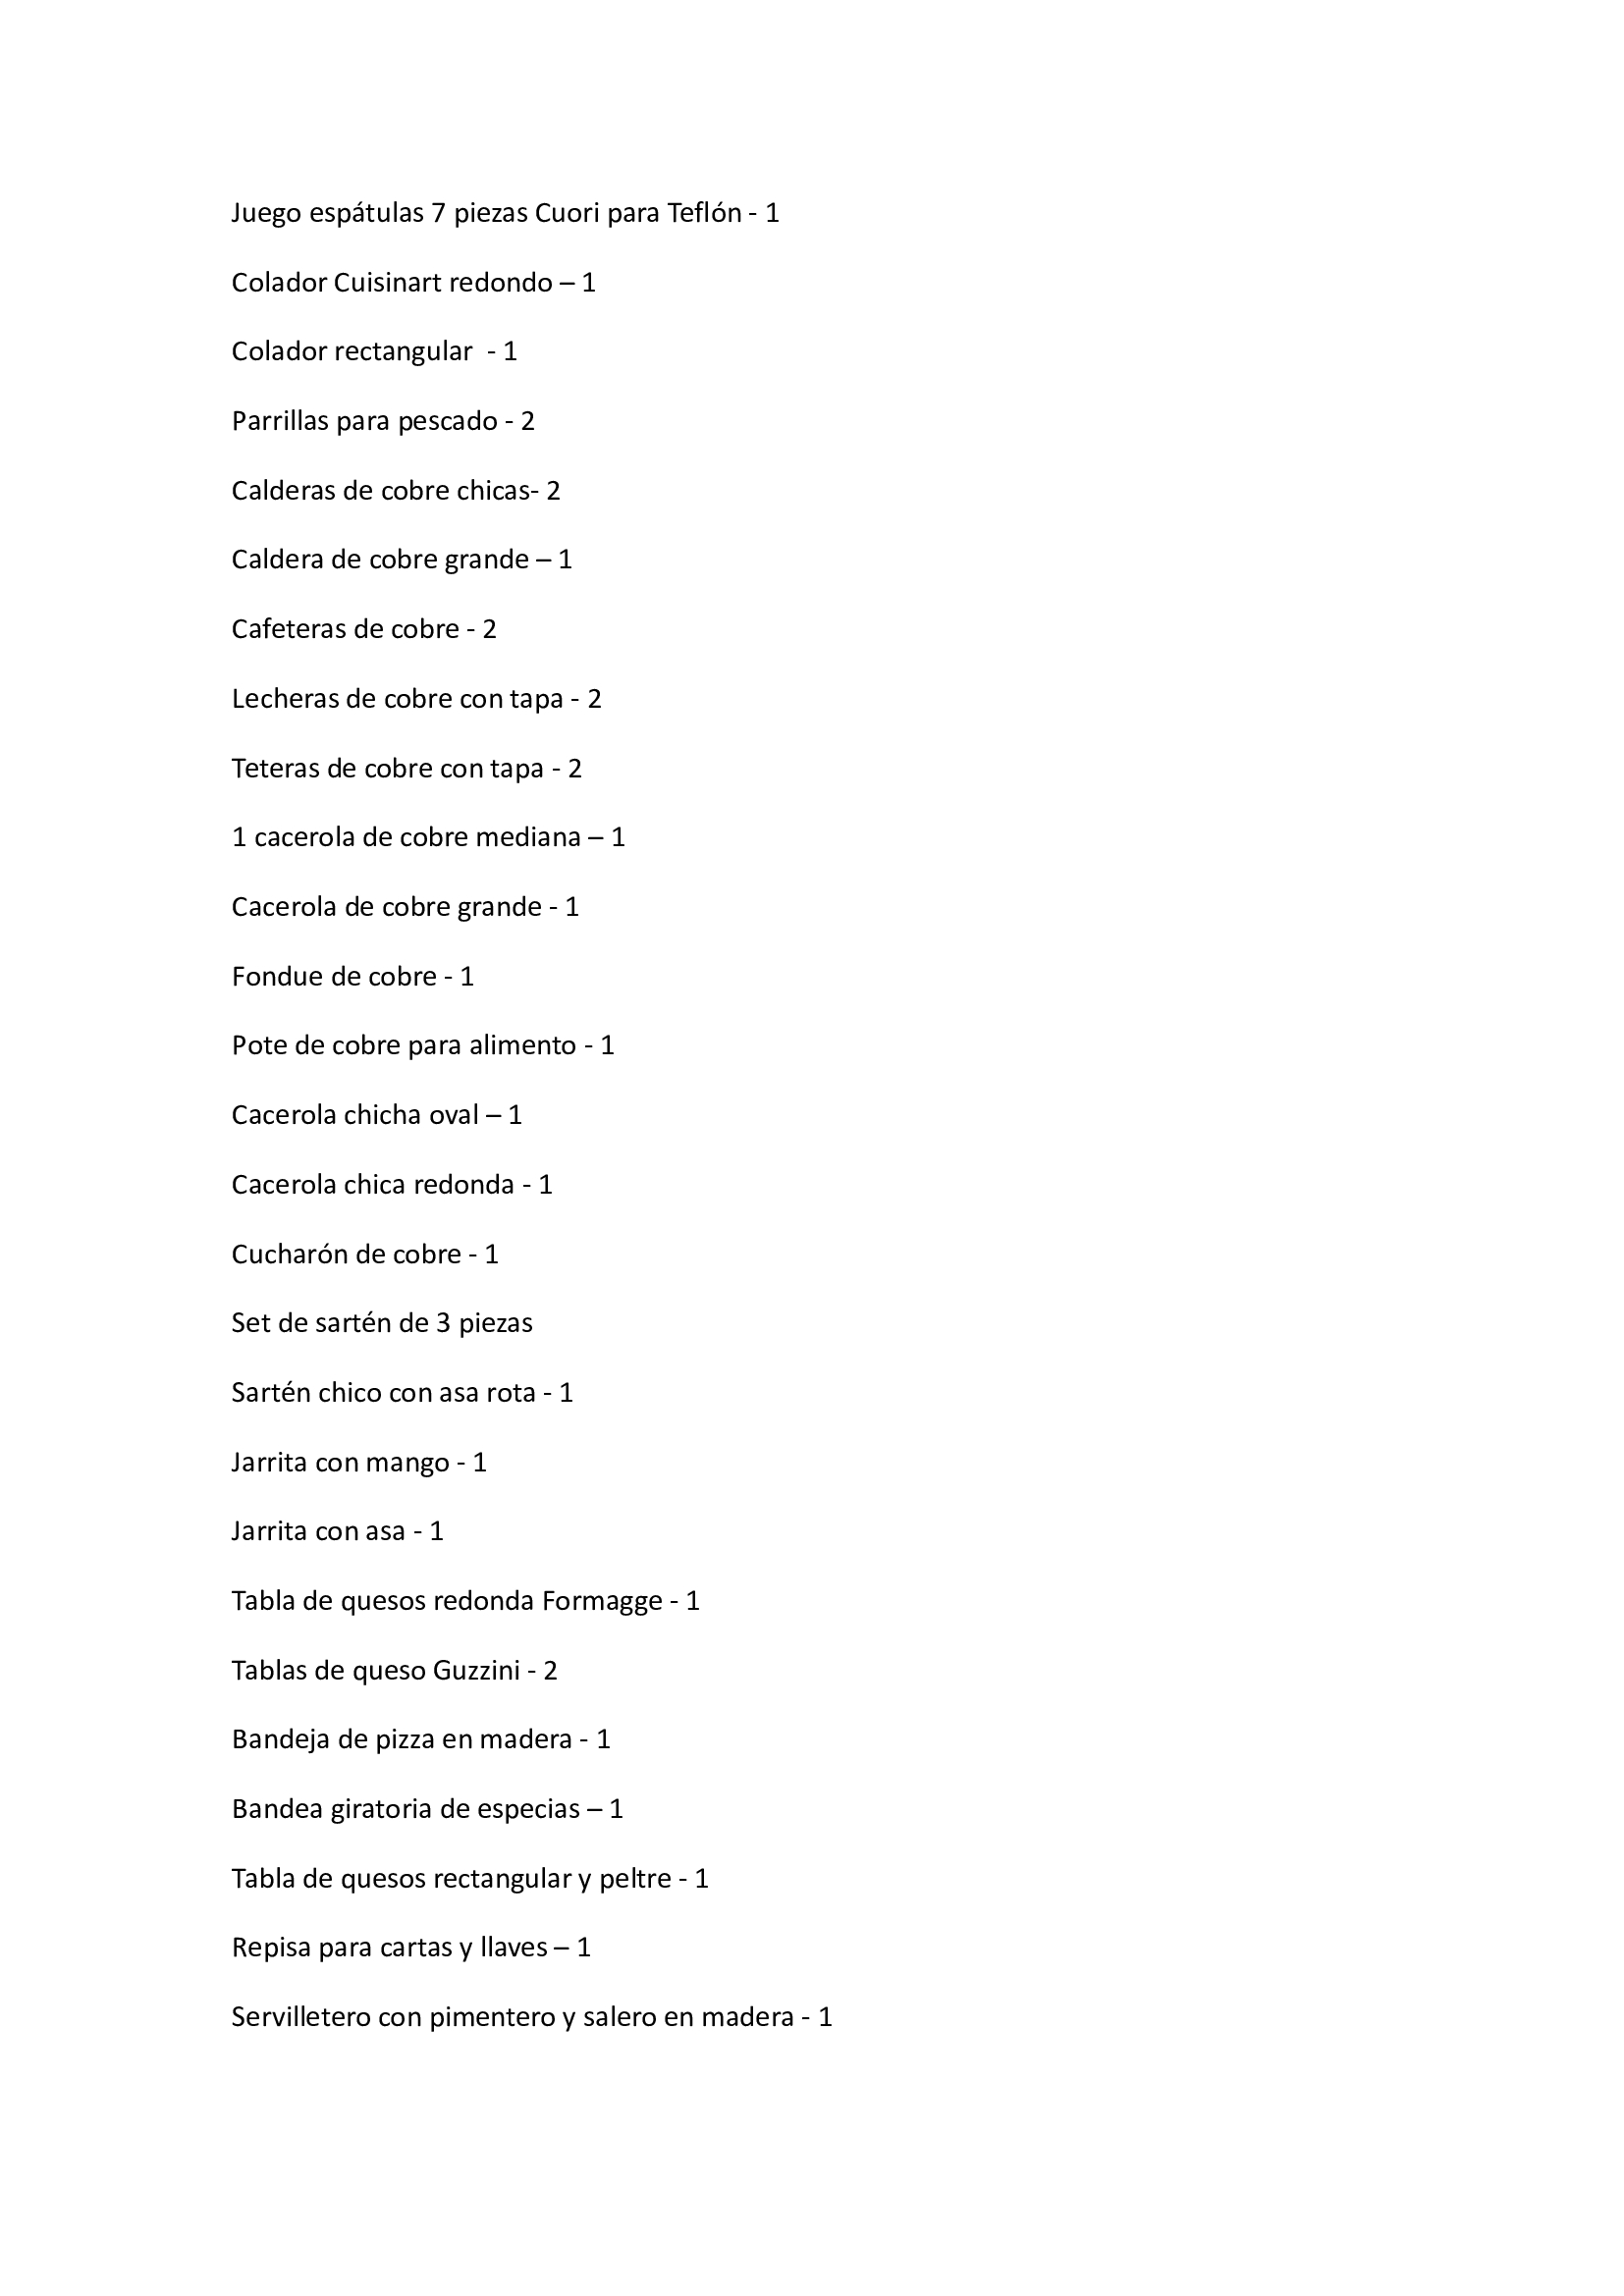 Juego espátulas 7 piezas Cuori para Teflón - 1
Colador Cuisinart redondo – 1
Colador rectangular  - 1
Parrillas para pescado - 2
Calderas de cobre chicas- 2
Caldera de cobre grande – 1
Cafeteras de cobre - 2
Lecheras de cobre con tapa - 2
Teteras de cobre con tapa - 2
1 cacerola de cobre mediana – 1
Cacerola de cobre grande - 1
Fondue de cobre - 1
Pote de cobre para alimento - 1
Cacerola chicha oval – 1
Cacerola chica redonda - 1
Cucharón de cobre - 1
Set de sartén de 3 piezas
Sartén chico con asa rota - 1
Jarrita con mango - 1
Jarrita con asa - 1
Tabla de quesos redonda Formagge - 1
Tablas de queso Guzzini - 2
Bandeja de pizza en madera - 1
Bandea giratoria de especias – 1
Tabla de quesos rectangular y peltre - 1
Repisa para cartas y llaves – 1
Servilletero con pimentero y salero en madera - 1